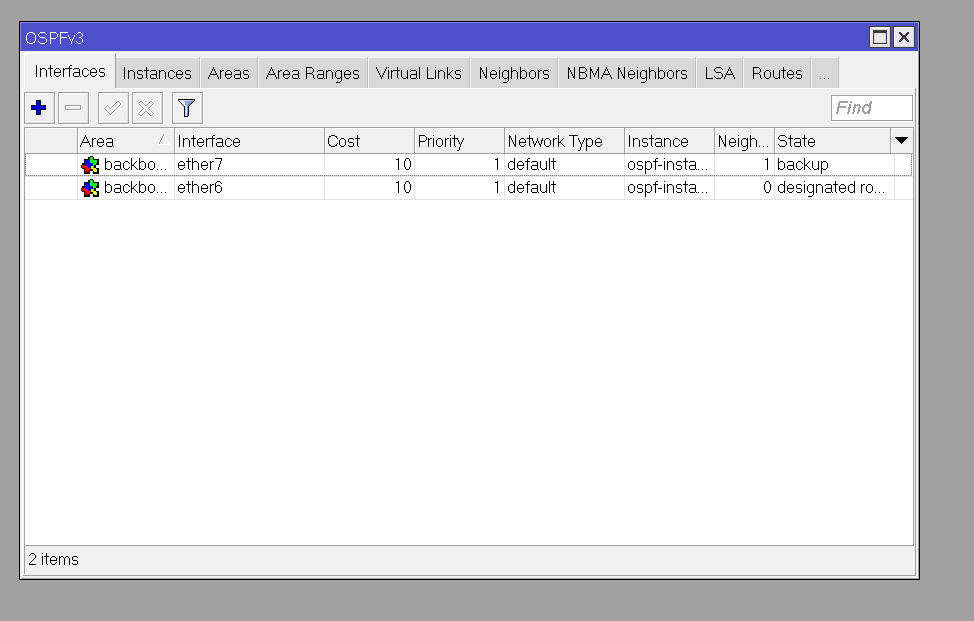 OSPFv3
Interfaces Instances Areas Area Ranges Virtual Links Neighbors NBMA Neighbors LSA Routes ...
Find
Area Interface Cost Priority Network Type Instance Neigh... State
backbo... ether7 10 1 default ospf-insta... 1 backup
backbo... ether6 10 1 default ospf-insta... 0 designated ro...
2 items